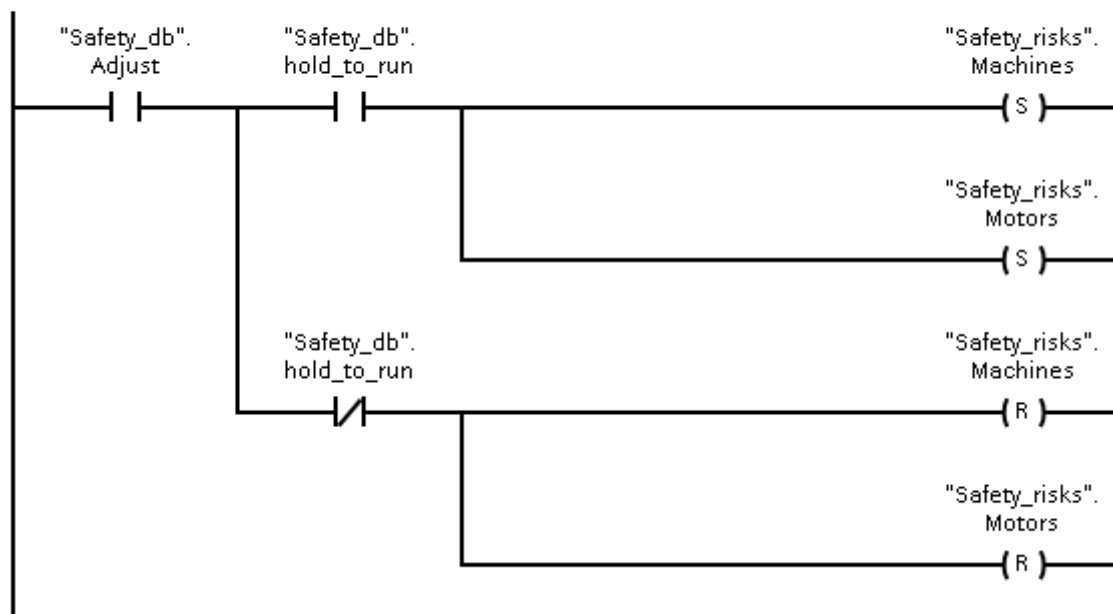 "Safety_db".
Adjust
"Safety_db".
hold_to_run
"Safety_risks".
Machines
S
"Safety_risks".
Motors
S
"Safety_db".
hold_to_run
"Safety_risks".
Machines
R
"Safety_risks".
Motors
R